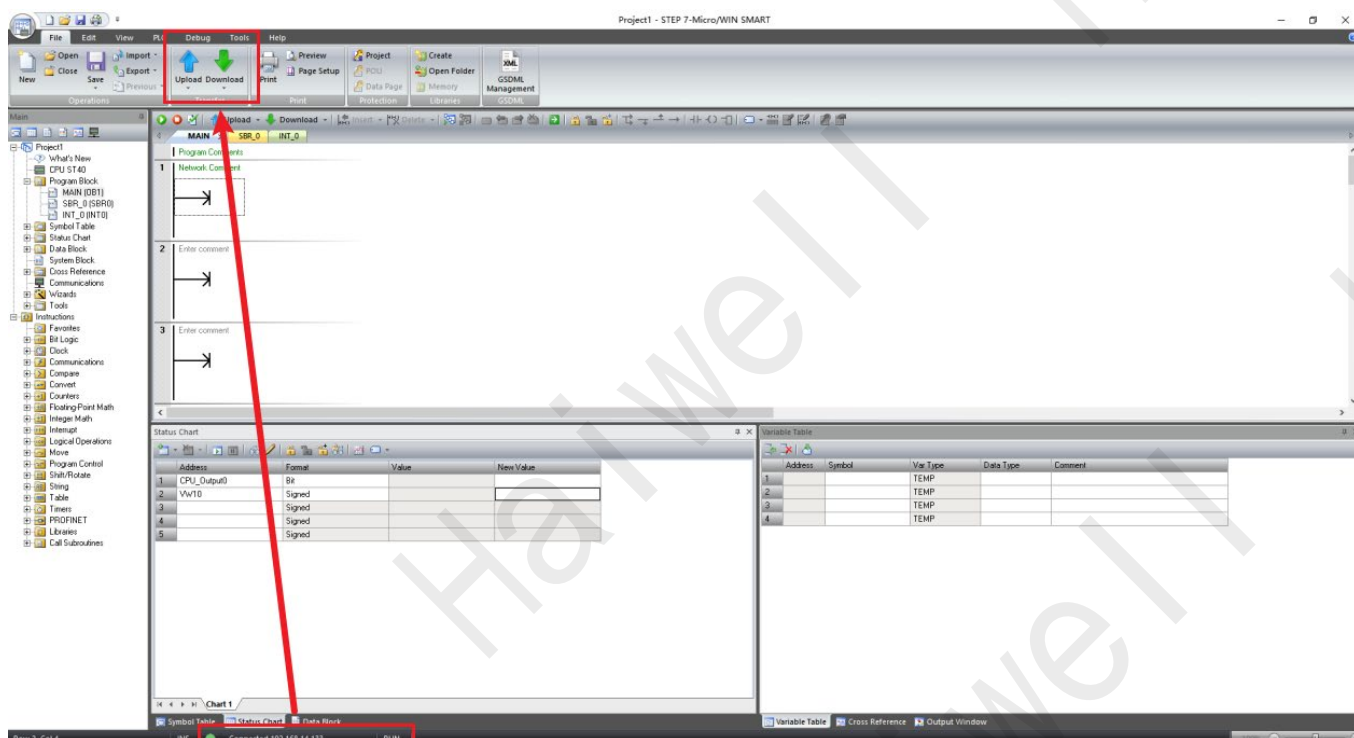 Project1 - STEP 7-Micro/WIN SMART
File Edit View PLC Debug Tools Help
New
Open
Close
Save
Import
Export
Previous
Upload Download
Print
Preview
Page Setup
Project
POU
Data Page
Create
Open Folder
Memory
XML
GSDML
Management
Operations
Print
Protection
Libraries
GSDML
Main
Upload
Download
Insert
Delete
MAIN
SBR_0
INT_0
Project1
What's New
CPU ST40
Program Block
MAIN (OB1)
SBR_0 (SBR0)
INT_0 (INT0)
Symbol Table
Status Chart
Data Block
System Block
Cross Reference
Communications
Wizards
Tools
Instructions
Favorites
Bit Logic
Clock
Communications
Compare
Convert
Counters
Floating-Point Math
Integer Math
Interrupt
Logical Operations
Move
Program Control
Shift/Rotate
String
Table
Timers
PROFINET
Libraries
Call Subroutines
Program Comments
1 Network Comment
2 Enter comment
3 Enter comment
Status Chart
Address Format Value New Value
1 CPU_Output0 Bit
2 VW10 Signed
3 Signed
4 Signed
5 Signed
Chart 1
Symbol Table Status Chart Data Block
Variable Table
Address Symbol Var Type Data Type Comment
1 TEMP
2 TEMP
3 TEMP
4 TEMP
Variable Table Cross Reference Output Window
INS
RUN
Haiwell